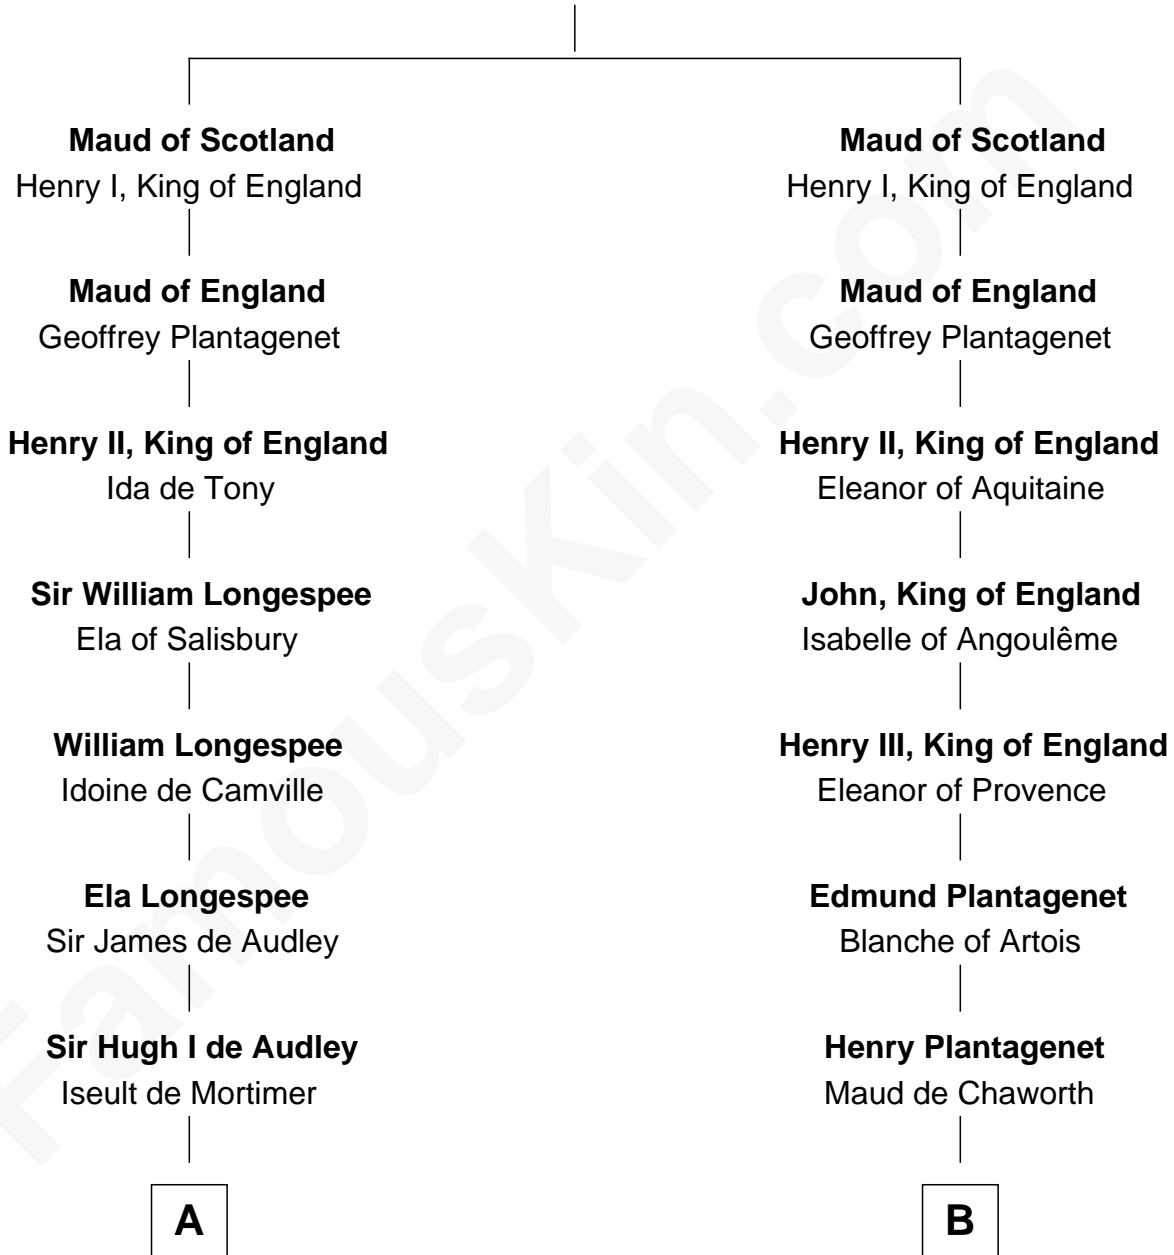 Maud of Scotland
Henry I, King of England
Maud of England
Geoffrey Plantagenet
Henry II, King of England
Ida de Tony
Sir William Longespee
Ela of Salisbury
William Longespee
Idoine de Camville
Ela Longespee
Sir James de Audley
Sir Hugh I de Audley
Iseult de Mortimer
A
Maud of Scotland
Henry I, King of England
Maud of England
Geoffrey Plantagenet
Henry II, King of England
Eleanor of Aquitaine
John, King of England
Isabelle of Angoulême
Henry III, King of England
Eleanor of Provence
Edmund Plantagenet
Blanche of Artois
Henry Plantagenet
Maud de Chaworth
B
FamousKin.com